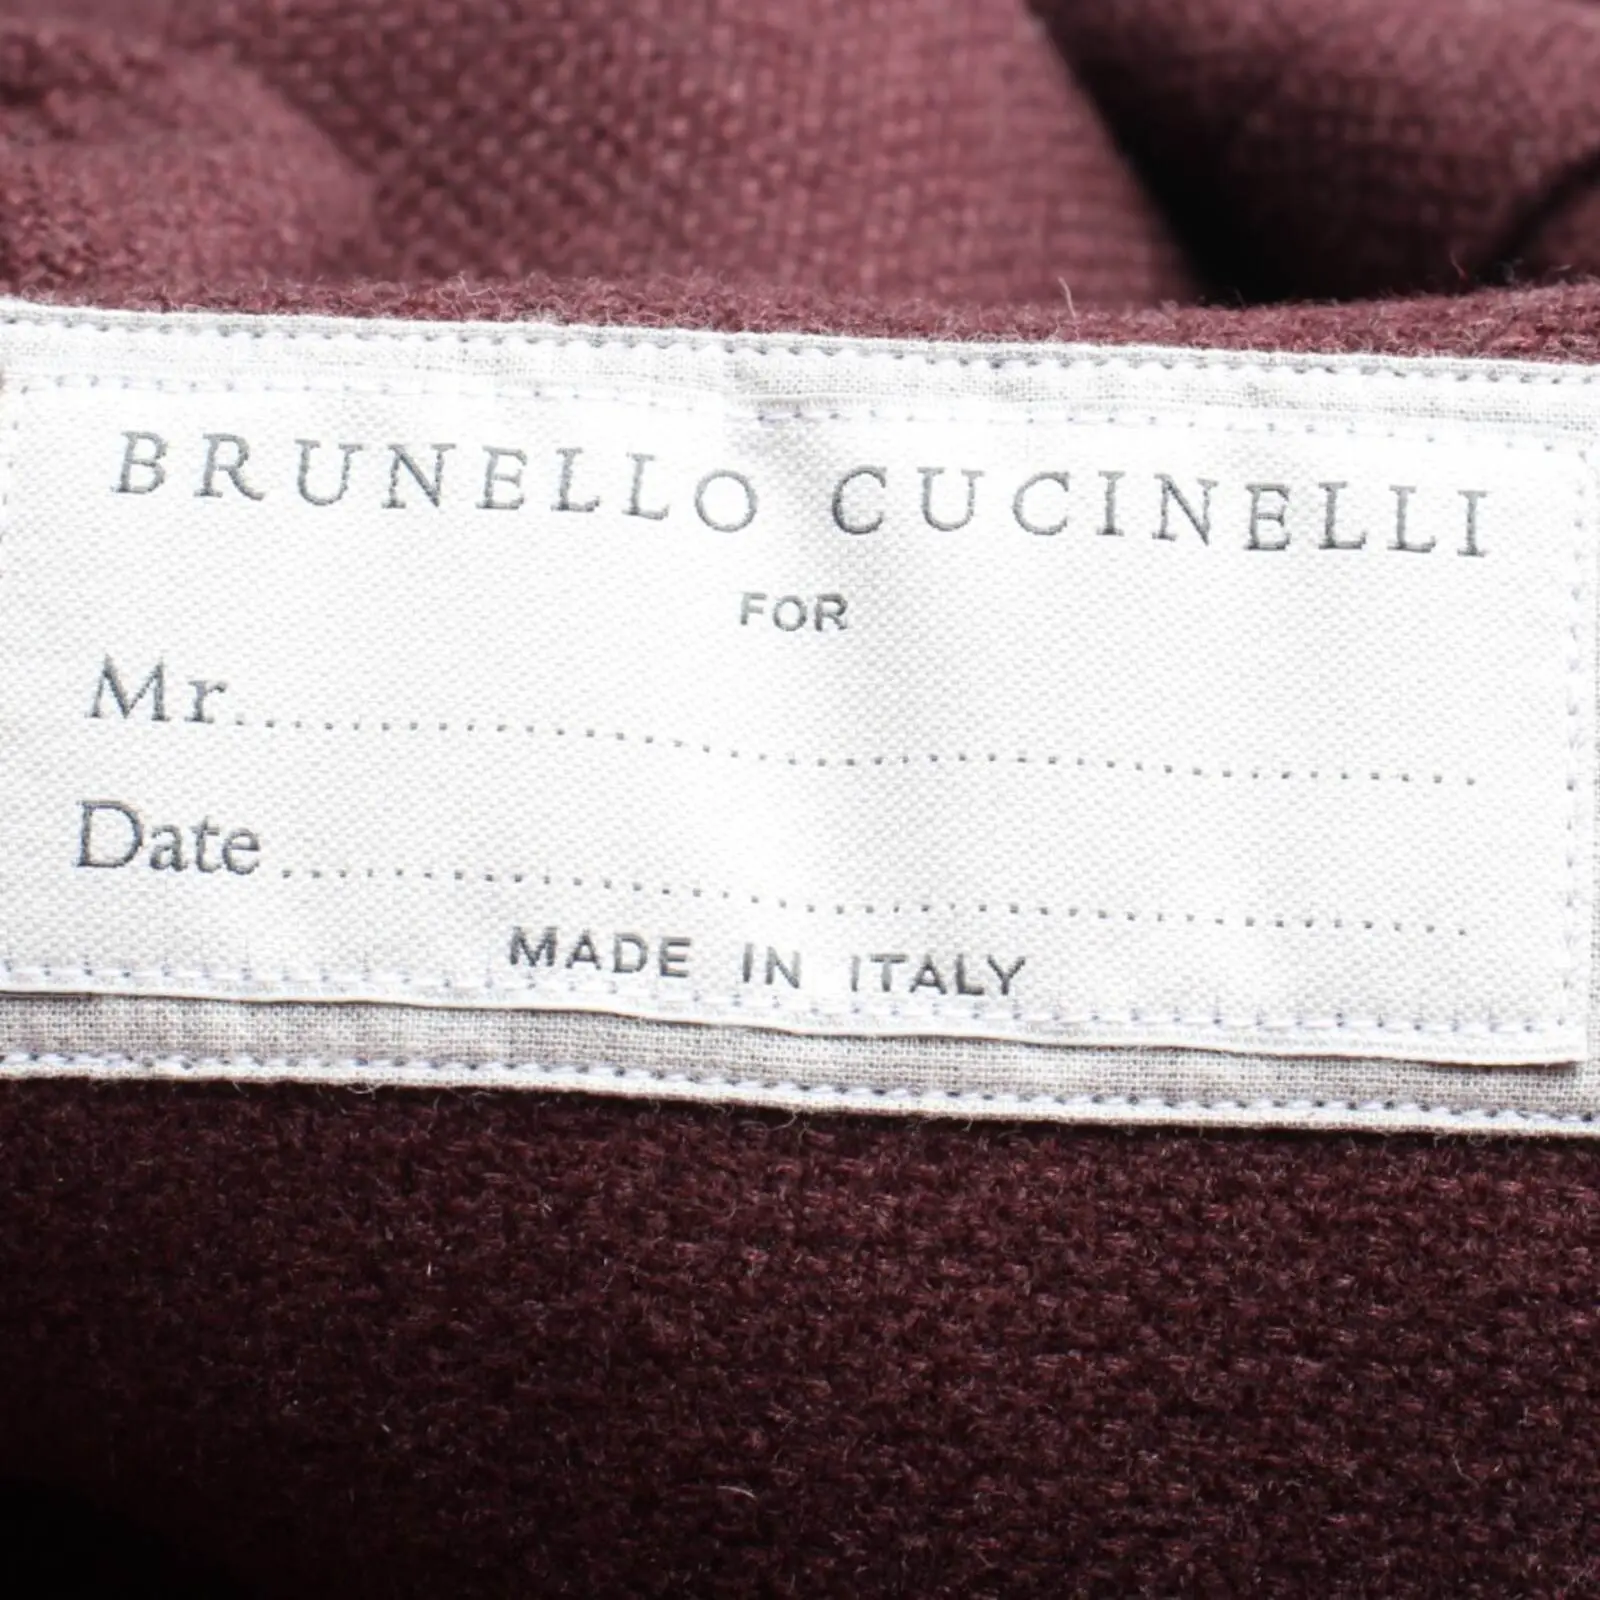 BRUNELLO CUCINELLI
FOR
Mr..............................................
Date..............................................
MADE IN ITALY